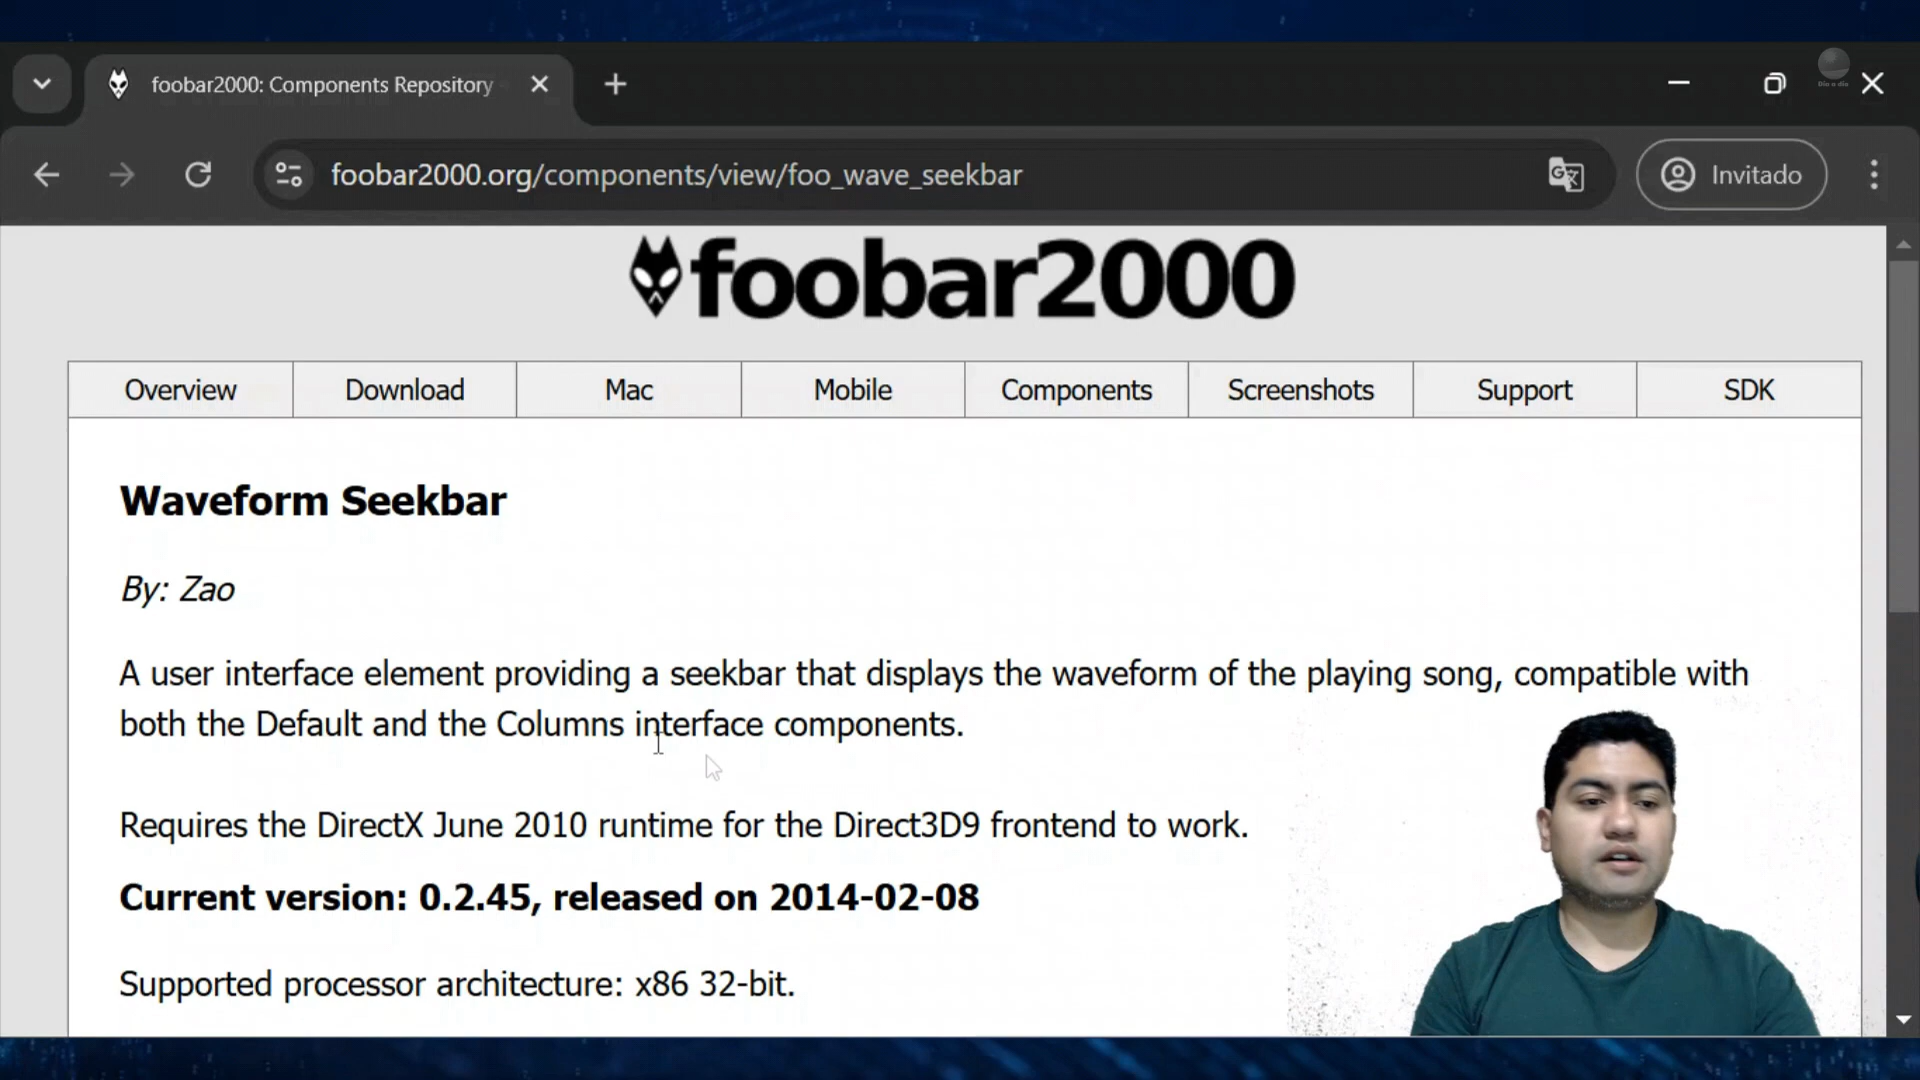 foobar2000: Components Repository
Dia a dia
foobar2000.org/components/view/foo_wave_seekbar
Invitado
foobar2000
Overview Download Mac Mobile Components Screenshots Support SDK
Waveform Seekbar
By: Zao
A user interface element providing a seekbar that displays the waveform of the playing song, compatible with
both the Default and the Columns interface components.
Requires the DirectX June 2010 runtime for the Direct3D9 frontend to work.
Current version: 0.2.45, released on 2014-02-08
Supported processor architecture: x86 32-bit.